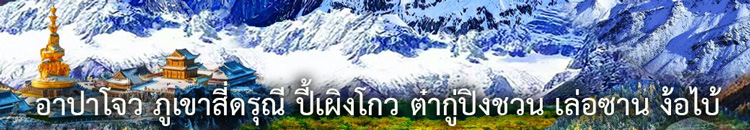 อาปาโจว ภูเขาสี่ดรุณี ปี้เผิงโกว ต๋ากู่ปิงชวน เล่อซาน ง้อไบ๊